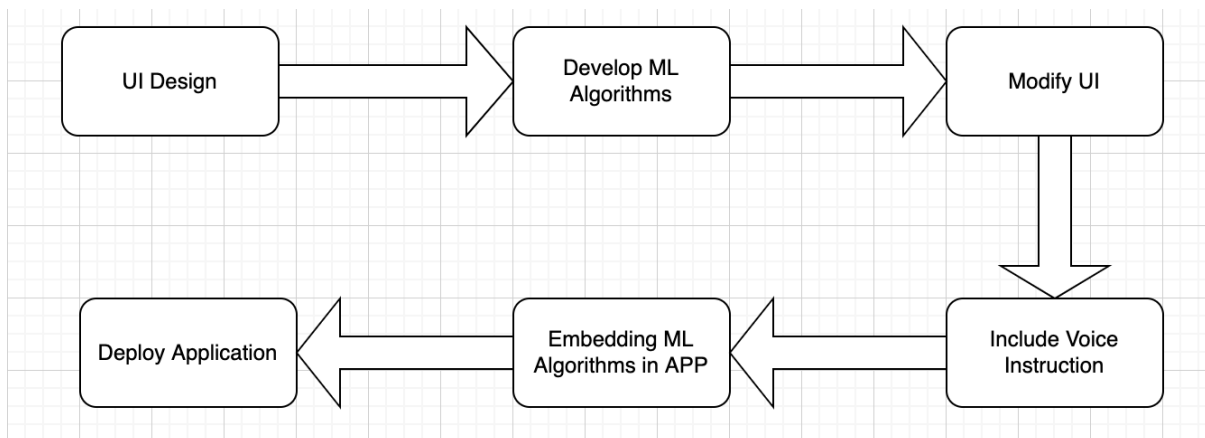 UI Design
Develop ML
Algorithms
Modify UI
Include Voice
Instruction
Embedding ML
Algorithms in APP
Deploy Application